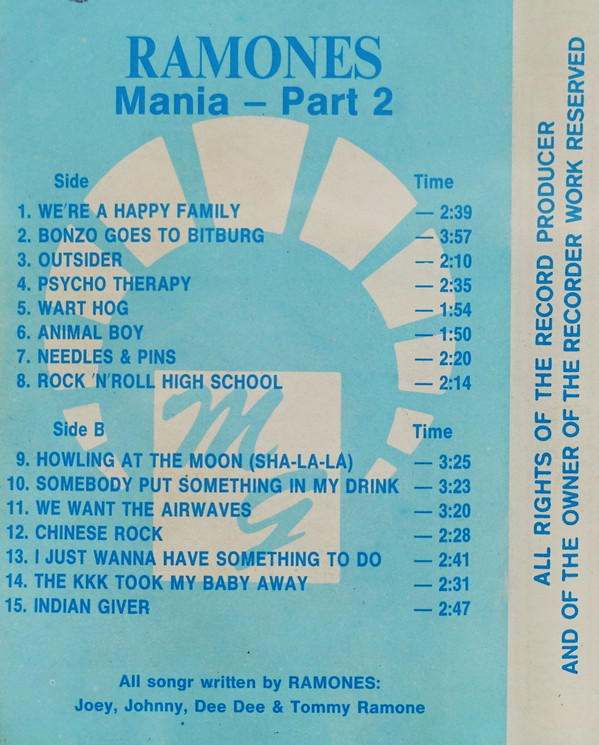 RAMONES
Mania – Part 2
Side Time
1. WE'RE A HAPPY FAMILY — 2:39
2. BONZO GOES TO BITBURG — 3:57
3. OUTSIDER — 2:10
4. PSYCHO THERAPY — 2:35
5. WART HOG — 1:54
6. ANIMAL BOY — 1:50
7. NEEDLES & PINS — 2:20
8. ROCK 'N'ROLL HIGH SCHOOL — 2:14
Side B Time
9. HOWLING AT THE MOON (SHA-LA-LA) — 3:25
10. SOMEBODY PUT SOMETHING IN MY DRINK — 3:23
11. WE WANT THE AIRWAVES — 3:20
12. CHINESE ROCK — 2:28
13. I JUST WANNA HAVE SOMETHING TO DO — 2:41
14. THE KKK TOOK MY BABY AWAY — 2:31
15. INDIAN GIVER — 2:47
All songr written by RAMONES:
Joey, Johnny, Dee Dee & Tommy Ramone
ALL RIGHTS OF THE RECORD PRODUCER
AND OF THE OWNER OF THE RECORDER WORK RESERVED
MG